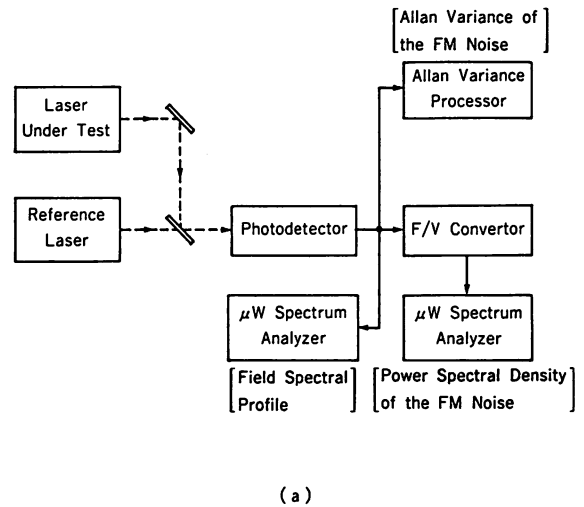 Allan Variance of
the FM Noise
Allan Variance
Processor
Laser
Under Test
Reference
Laser
Photodetector
F/V Convertor
μW Spectrum
Analyzer
μW Spectrum
Analyzer
Field Spectral
Profile
Power Spectral Density
of the FM Noise
(a)